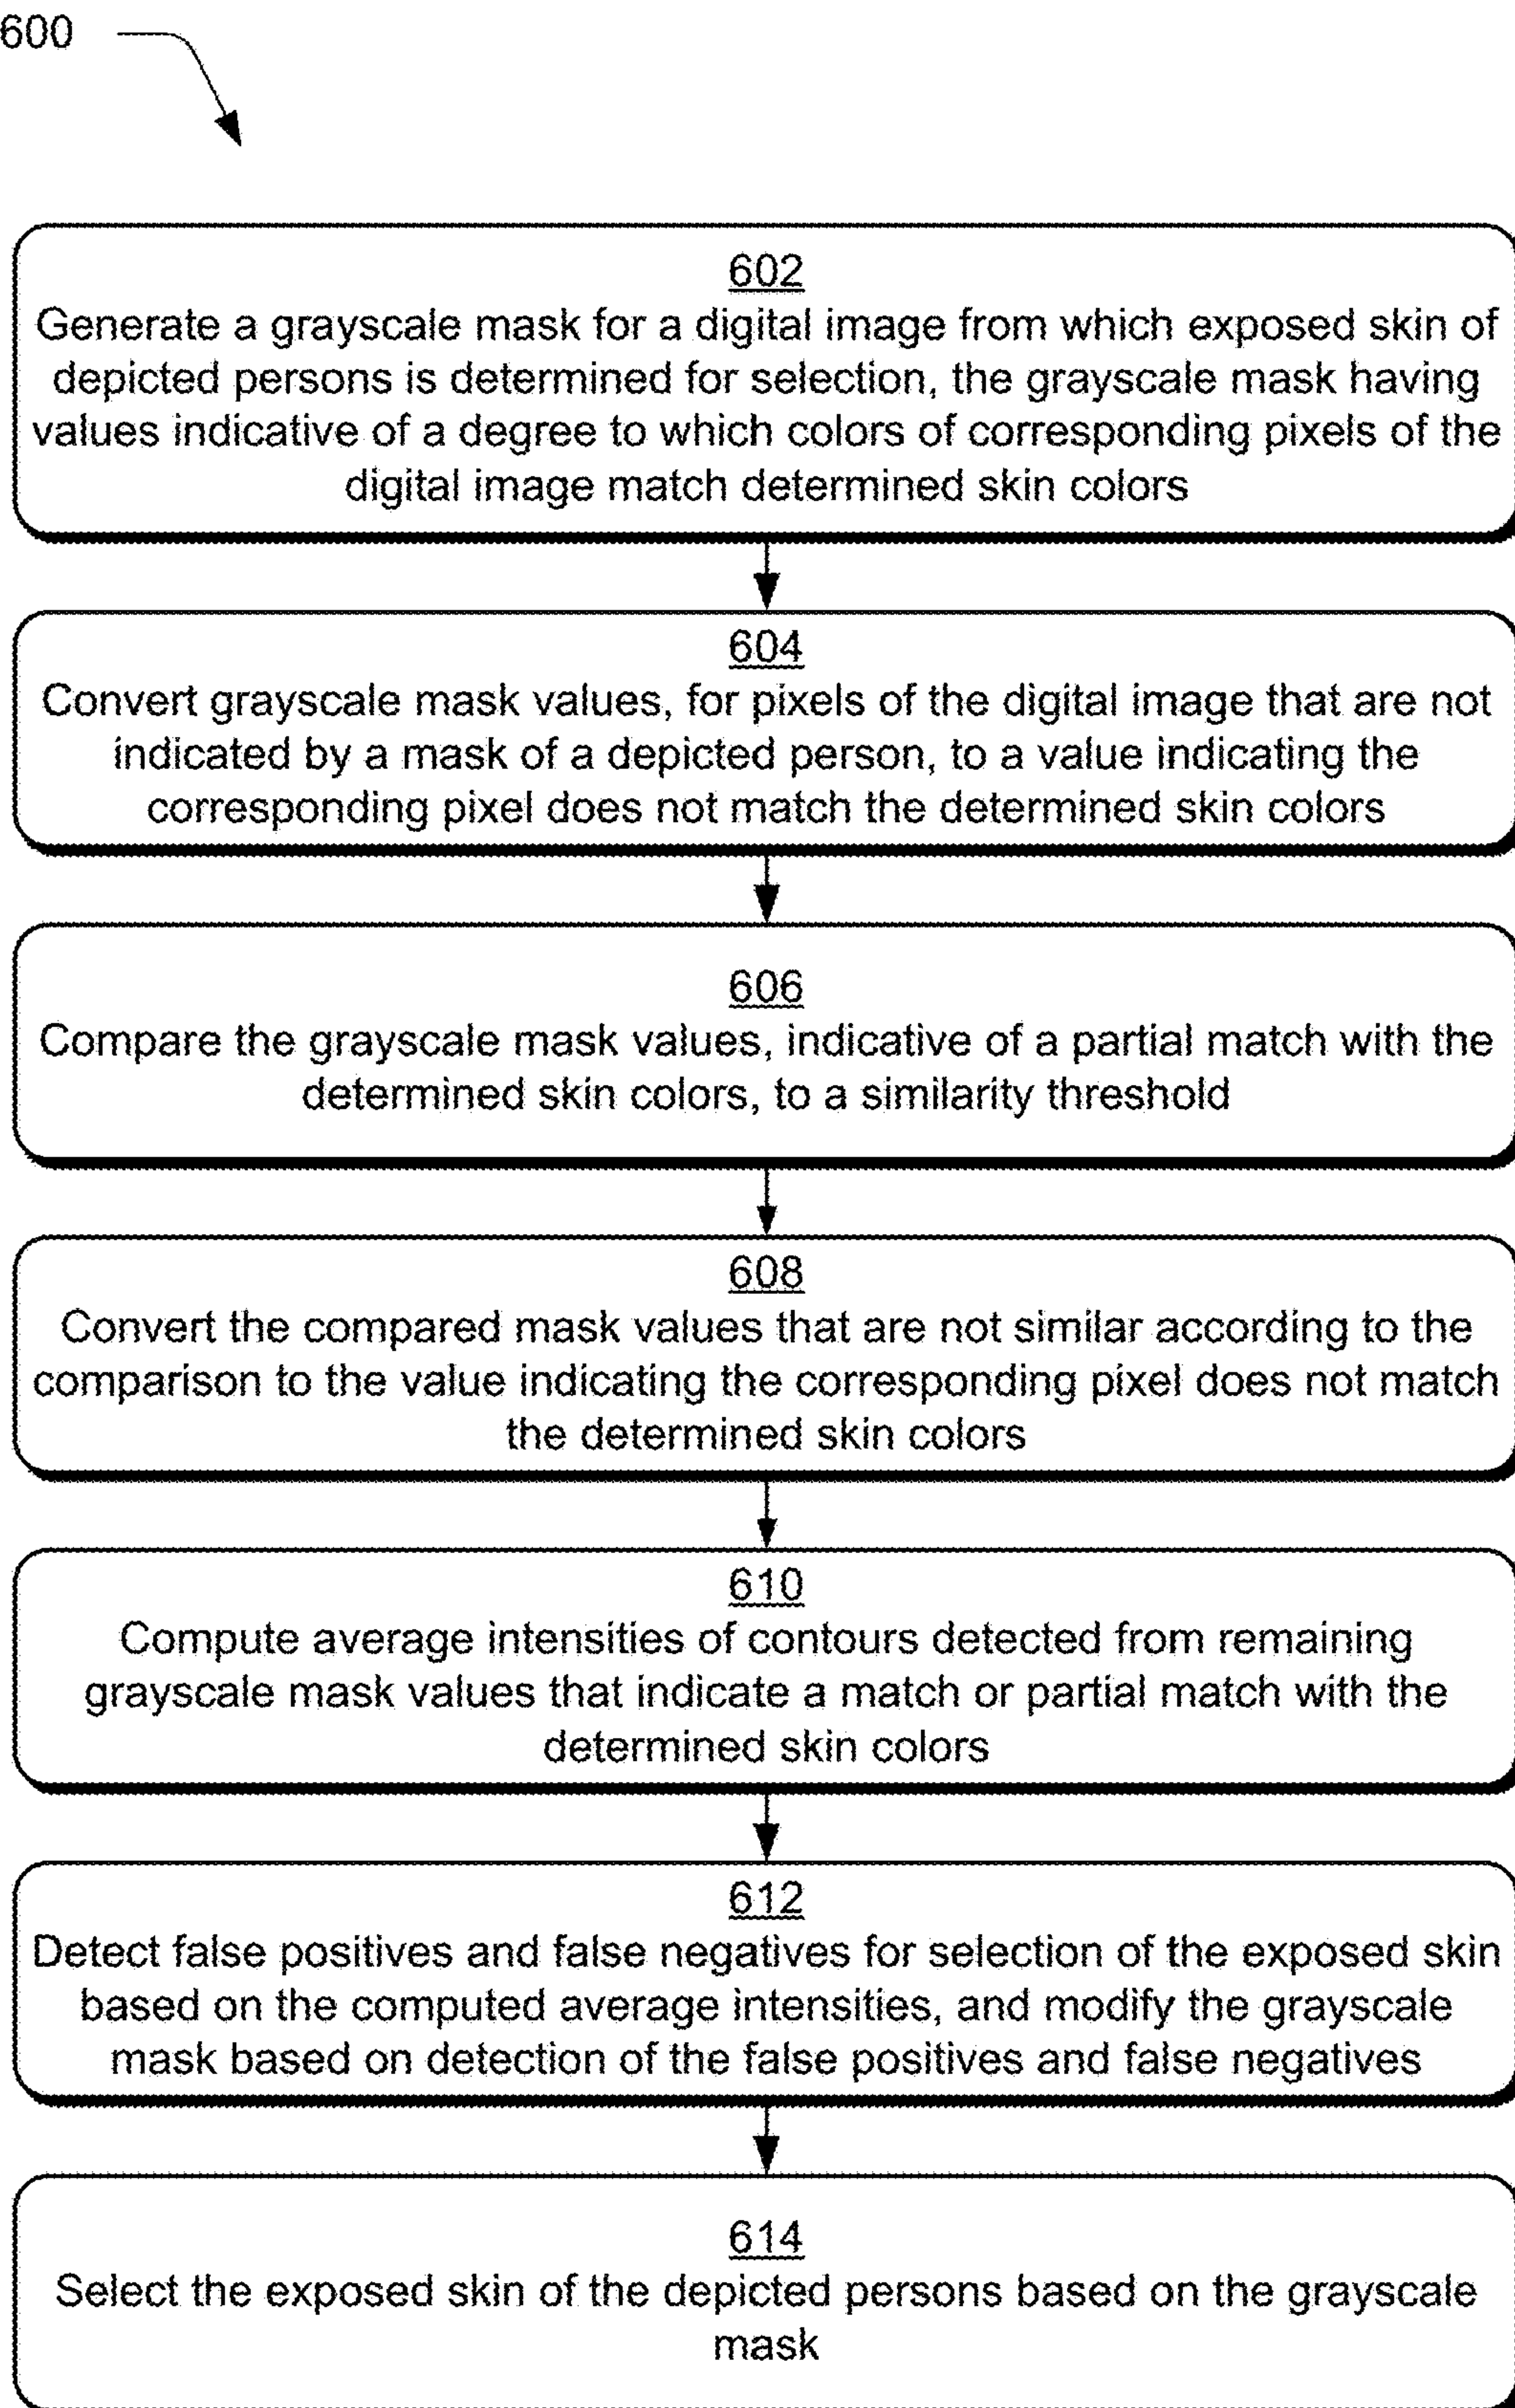 600
602
Generate a grayscale mask for a digital image from which exposed skin of
depicted persons is determined for selection, the grayscale mask having
values indicative of a degree to which colors of corresponding pixels of the
digital image match determined skin colors
604
Convert grayscale mask values, for pixels of the digital image that are not
indicated by a mask of a depicted person, to a value indicating the
corresponding pixel does not match the determined skin colors
606
Compare the grayscale mask values, indicative of a partial match with the
determined skin colors, to a similarity threshold
608
Convert the compared mask values that are not similar according to the
comparison to the value indicating the corresponding pixel does not match
the determined skin colors
610
Compute average intensities of contours detected from remaining
grayscale mask values that indicate a match or partial match with the
determined skin colors
612
Detect false positives and false negatives for selection of the exposed skin
based on the computed average intensities, and modify the grayscale
mask based on detection of the false positives and false negatives
614
Select the exposed skin of the depicted persons based on the grayscale
mask